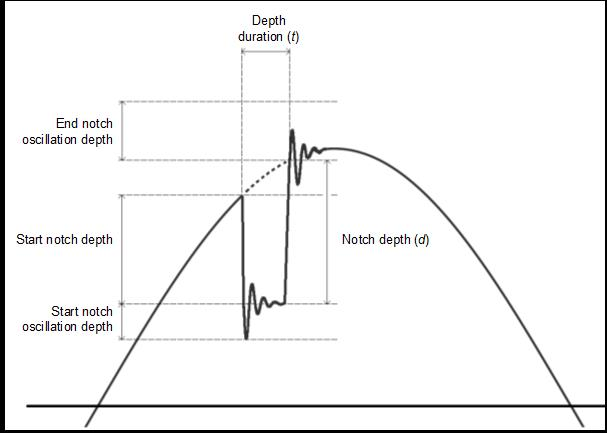 Depth
duration (t)
End notch
oscillation depth
Start notch depth
Notch depth (d)
Start notch
oscillation depth